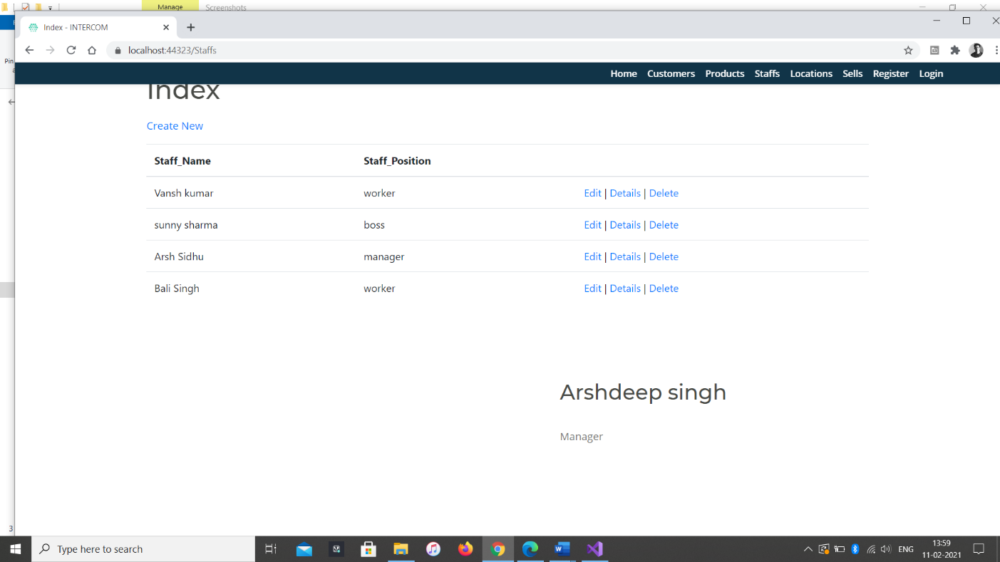 Manage
Screenshots
Index - INTERCOM
localhost:44323/Staffs
Pin
Home Customers Products Staffs Locations Sells Register Login
Index
Create New
Staff_Name Staff_Position
Vansh kumar worker Edit | Details | Delete
sunny sharma boss Edit | Details | Delete
Arsh Sidhu manager Edit | Details | Delete
Bali Singh worker Edit | Details | Delete
Arshdeep singh
Manager
3
Type here to search
ENG
13:59
11-02-2021